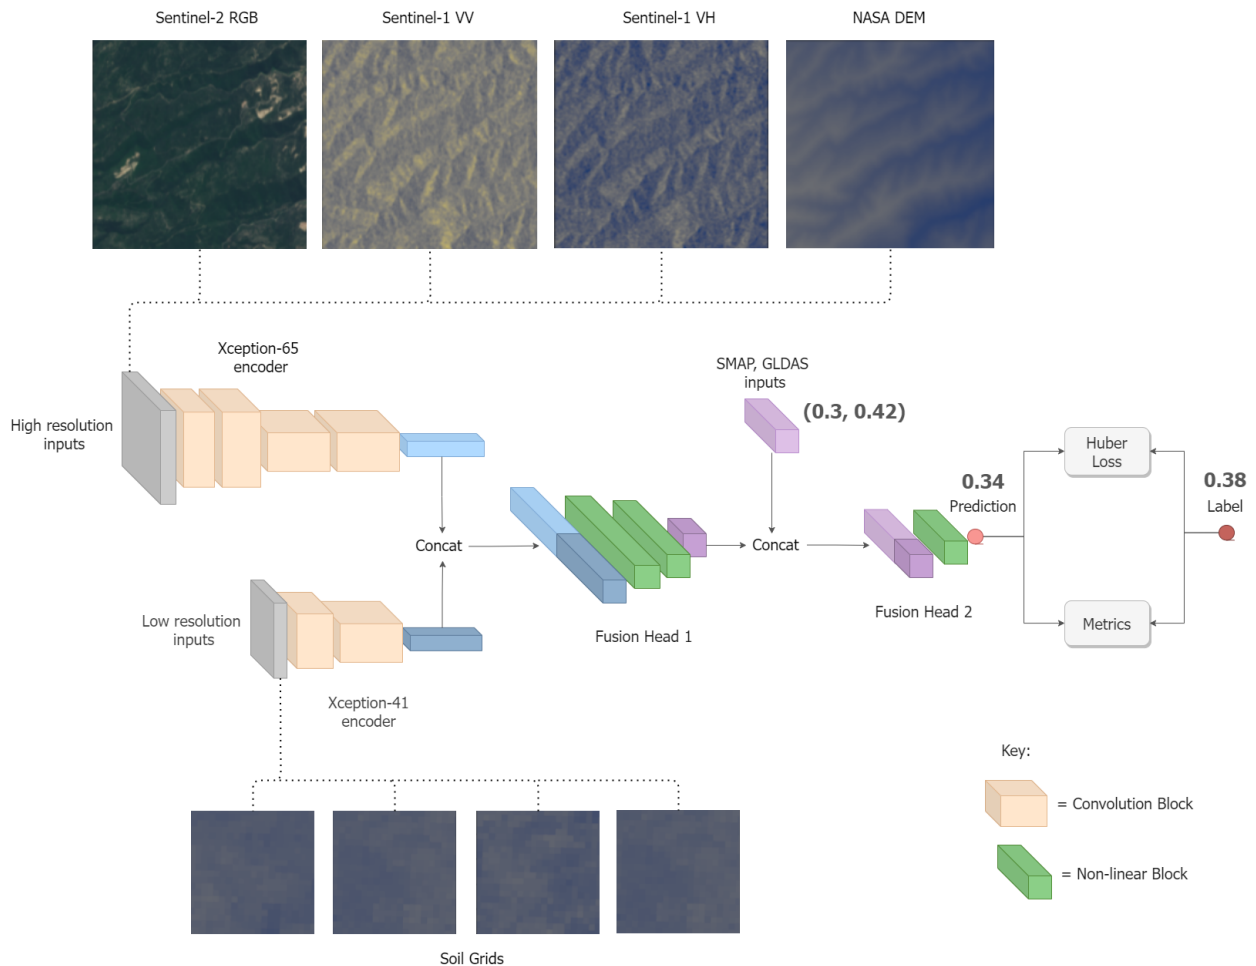 Sentinel-2 RGB
Sentinel-1 VV
Sentinel-1 VH
NASA DEM
Xception-65
encoder
High resolution
inputs
SMAP, GLDAS
inputs
(0.3, 0.42)
Huber
Loss
0.34
Prediction
0.38
Label
Concat
Concat
Fusion Head 1
Fusion Head 2
Metrics
Low resolution
inputs
Xception-41
encoder
Key:
= Convolution Block
= Non-linear Block
Soil Grids